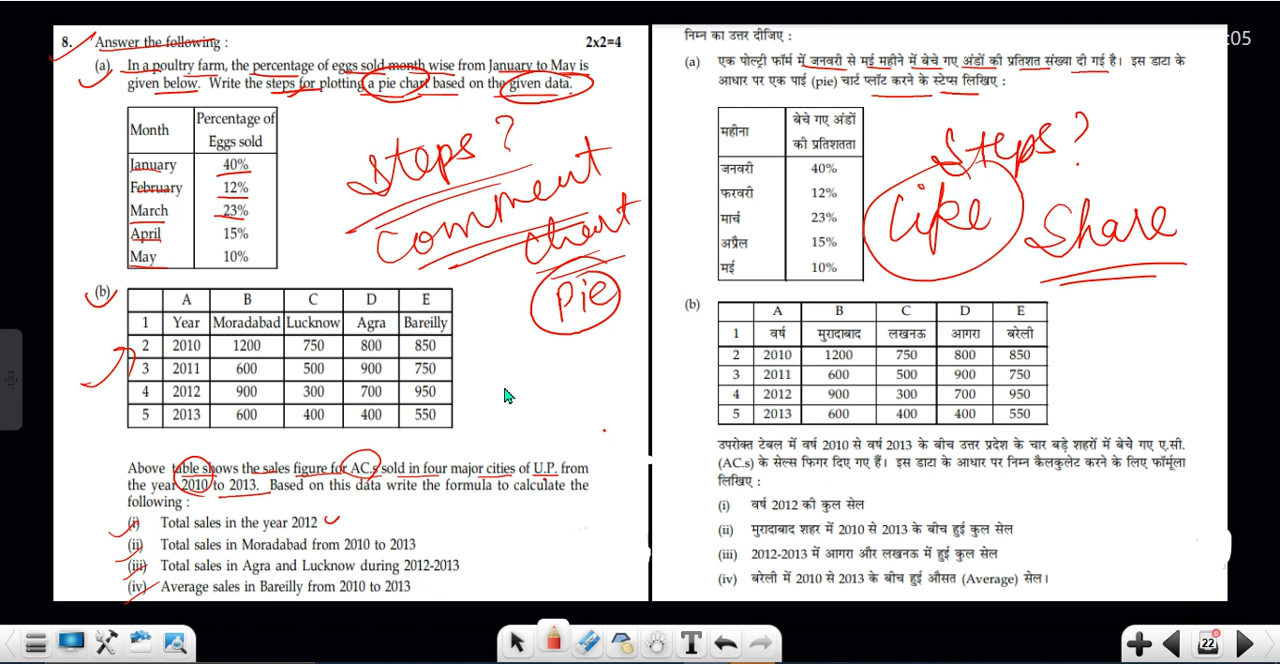 8. Answer the following : 2x2=4
(a) In a poultry farm, the percentage of eggs sold month wise from January to May is
given below. Write the steps for plotting a pie chart based on the given data.
Month Percentage of
Eggs sold
January 40%
February 12%
March 23%
April 15%
May 10%
Steps ?
Comment
chart
Pie
(b)
A B C D E
1 Year Moradabad Lucknow Agra Bareilly
2 2010 1200 750 800 850
3 2011 600 500 900 750
4 2012 900 300 700 950
5 2013 600 400 400 550
Above table shows the sales figure for AC.s sold in four major cities of U.P. from
the year 2010 to 2013. Based on this data write the formula to calculate the
following :
(i) Total sales in the year 2012
(ii) Total sales in Moradabad from 2010 to 2013
(iii) Total sales in Agra and Lucknow during 2012-2013
(iv) Average sales in Bareilly from 2010 to 2013
निम्न का उत्तर दीजिए :
:05
(a) एक पोल्ट्री फॉर्म में जनवरी से मई महीने में बेचे गए अंडों की प्रतिशत संख्या दी गई है। इस डाटा के
आधार पर एक पाई (pie) चार्ट प्लॉट करने के स्टेप्स लिखिए :
महीना बेचे गए अंडों
की प्रतिशतता
जनवरी 40%
फरवरी 12%
मार्च 23%
अप्रैल 15%
मई 10%
Steps ?
Like
Share
(b)
A B C D E
1 वर्ष मुरादाबाद लखनऊ आगरा बरेली
2 2010 1200 750 800 850
3 2011 600 500 900 750
4 2012 900 300 700 950
5 2013 600 400 400 550
उपरोक्त टेबल में वर्ष 2010 से वर्ष 2013 के बीच उत्तर प्रदेश के चार बड़े शहरों में बेचे गए ए.सी.
(AC.s) के सेल्स फिगर दिए गए हैं। इस डाटा के आधार पर निम्न कैलकुलेट करने के लिए फॉर्मूला
लिखिए :
(i) वर्ष 2012 की कुल सेल
(ii) मुरादाबाद शहर में 2010 से 2013 के बीच हुई कुल सेल
(iii) 2012-2013 में आगरा और लखनऊ में हुई कुल सेल
(iv) बरेली में 2010 से 2013 के बीच हुई औसत (Average) सेल।
T
22